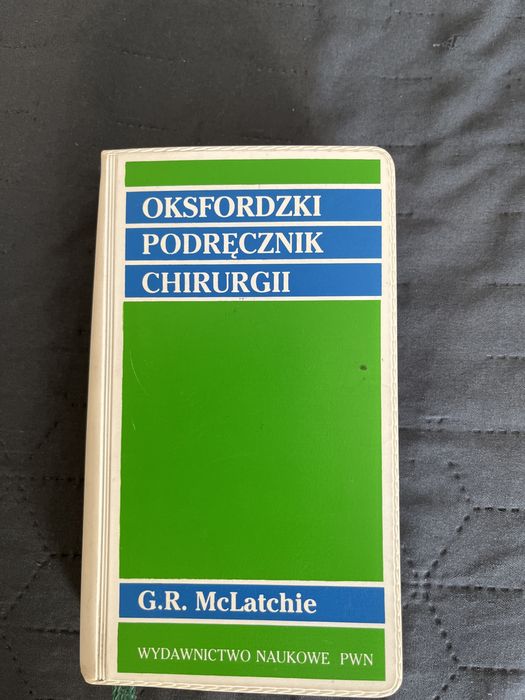 OKSFORDZKI
PODRĘCZNIK
CHIRURGII
G.R. McLatchie
WYDAWNICTWO NAUKOWE PWN